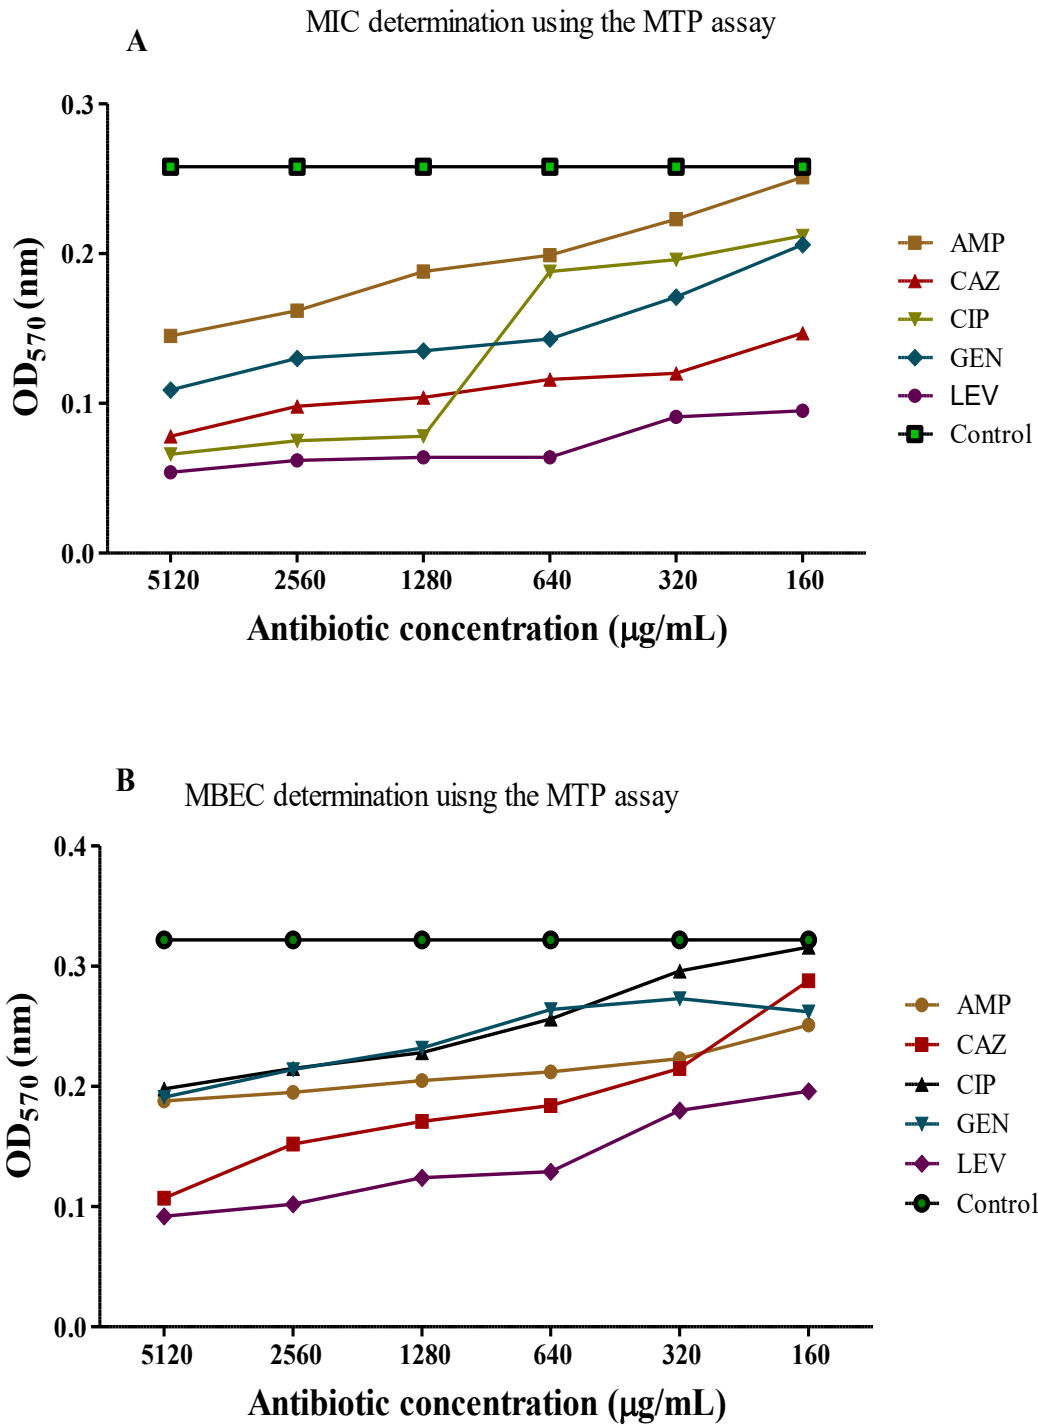 MIC determination using the MTP assay
A
0.3
0.2
0.1
0.0
OD570 (nm)
5120 2560 1280 640 320 160
Antibiotic concentration (µg/mL)
AMP
CAZ
CIP
GEN
LEV
Control
B
MBEC determination uisng the MTP assay
0.4
0.3
0.2
0.1
0.0
OD570 (nm)
5120 2560 1280 640 320 160
Antibiotic concentration (µg/mL)
AMP
CAZ
CIP
GEN
LEV
Control